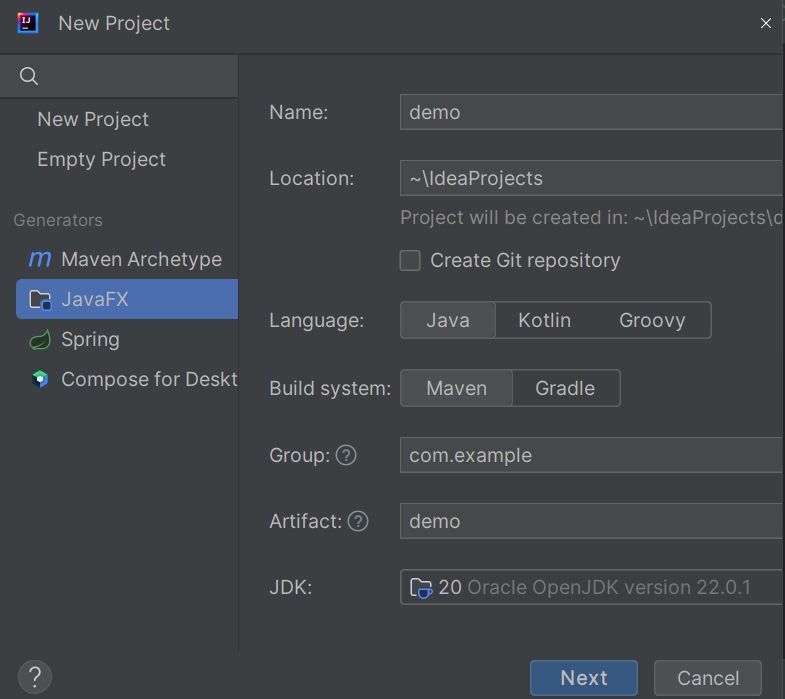 New Project
New Project
Empty Project
Generators
Maven Archetype
JavaFX
Spring
Compose for Deskt
Name: demo
Location: ~\IdeaProjects
Project will be created in: ~\IdeaProjects\d
Create Git repository
Language: Java Kotlin Groovy
Build system: Maven Gradle
Group: ? com.example
Artifact: ? demo
JDK: 20 Oracle OpenJDK version 22.0.1
? Next Cancel